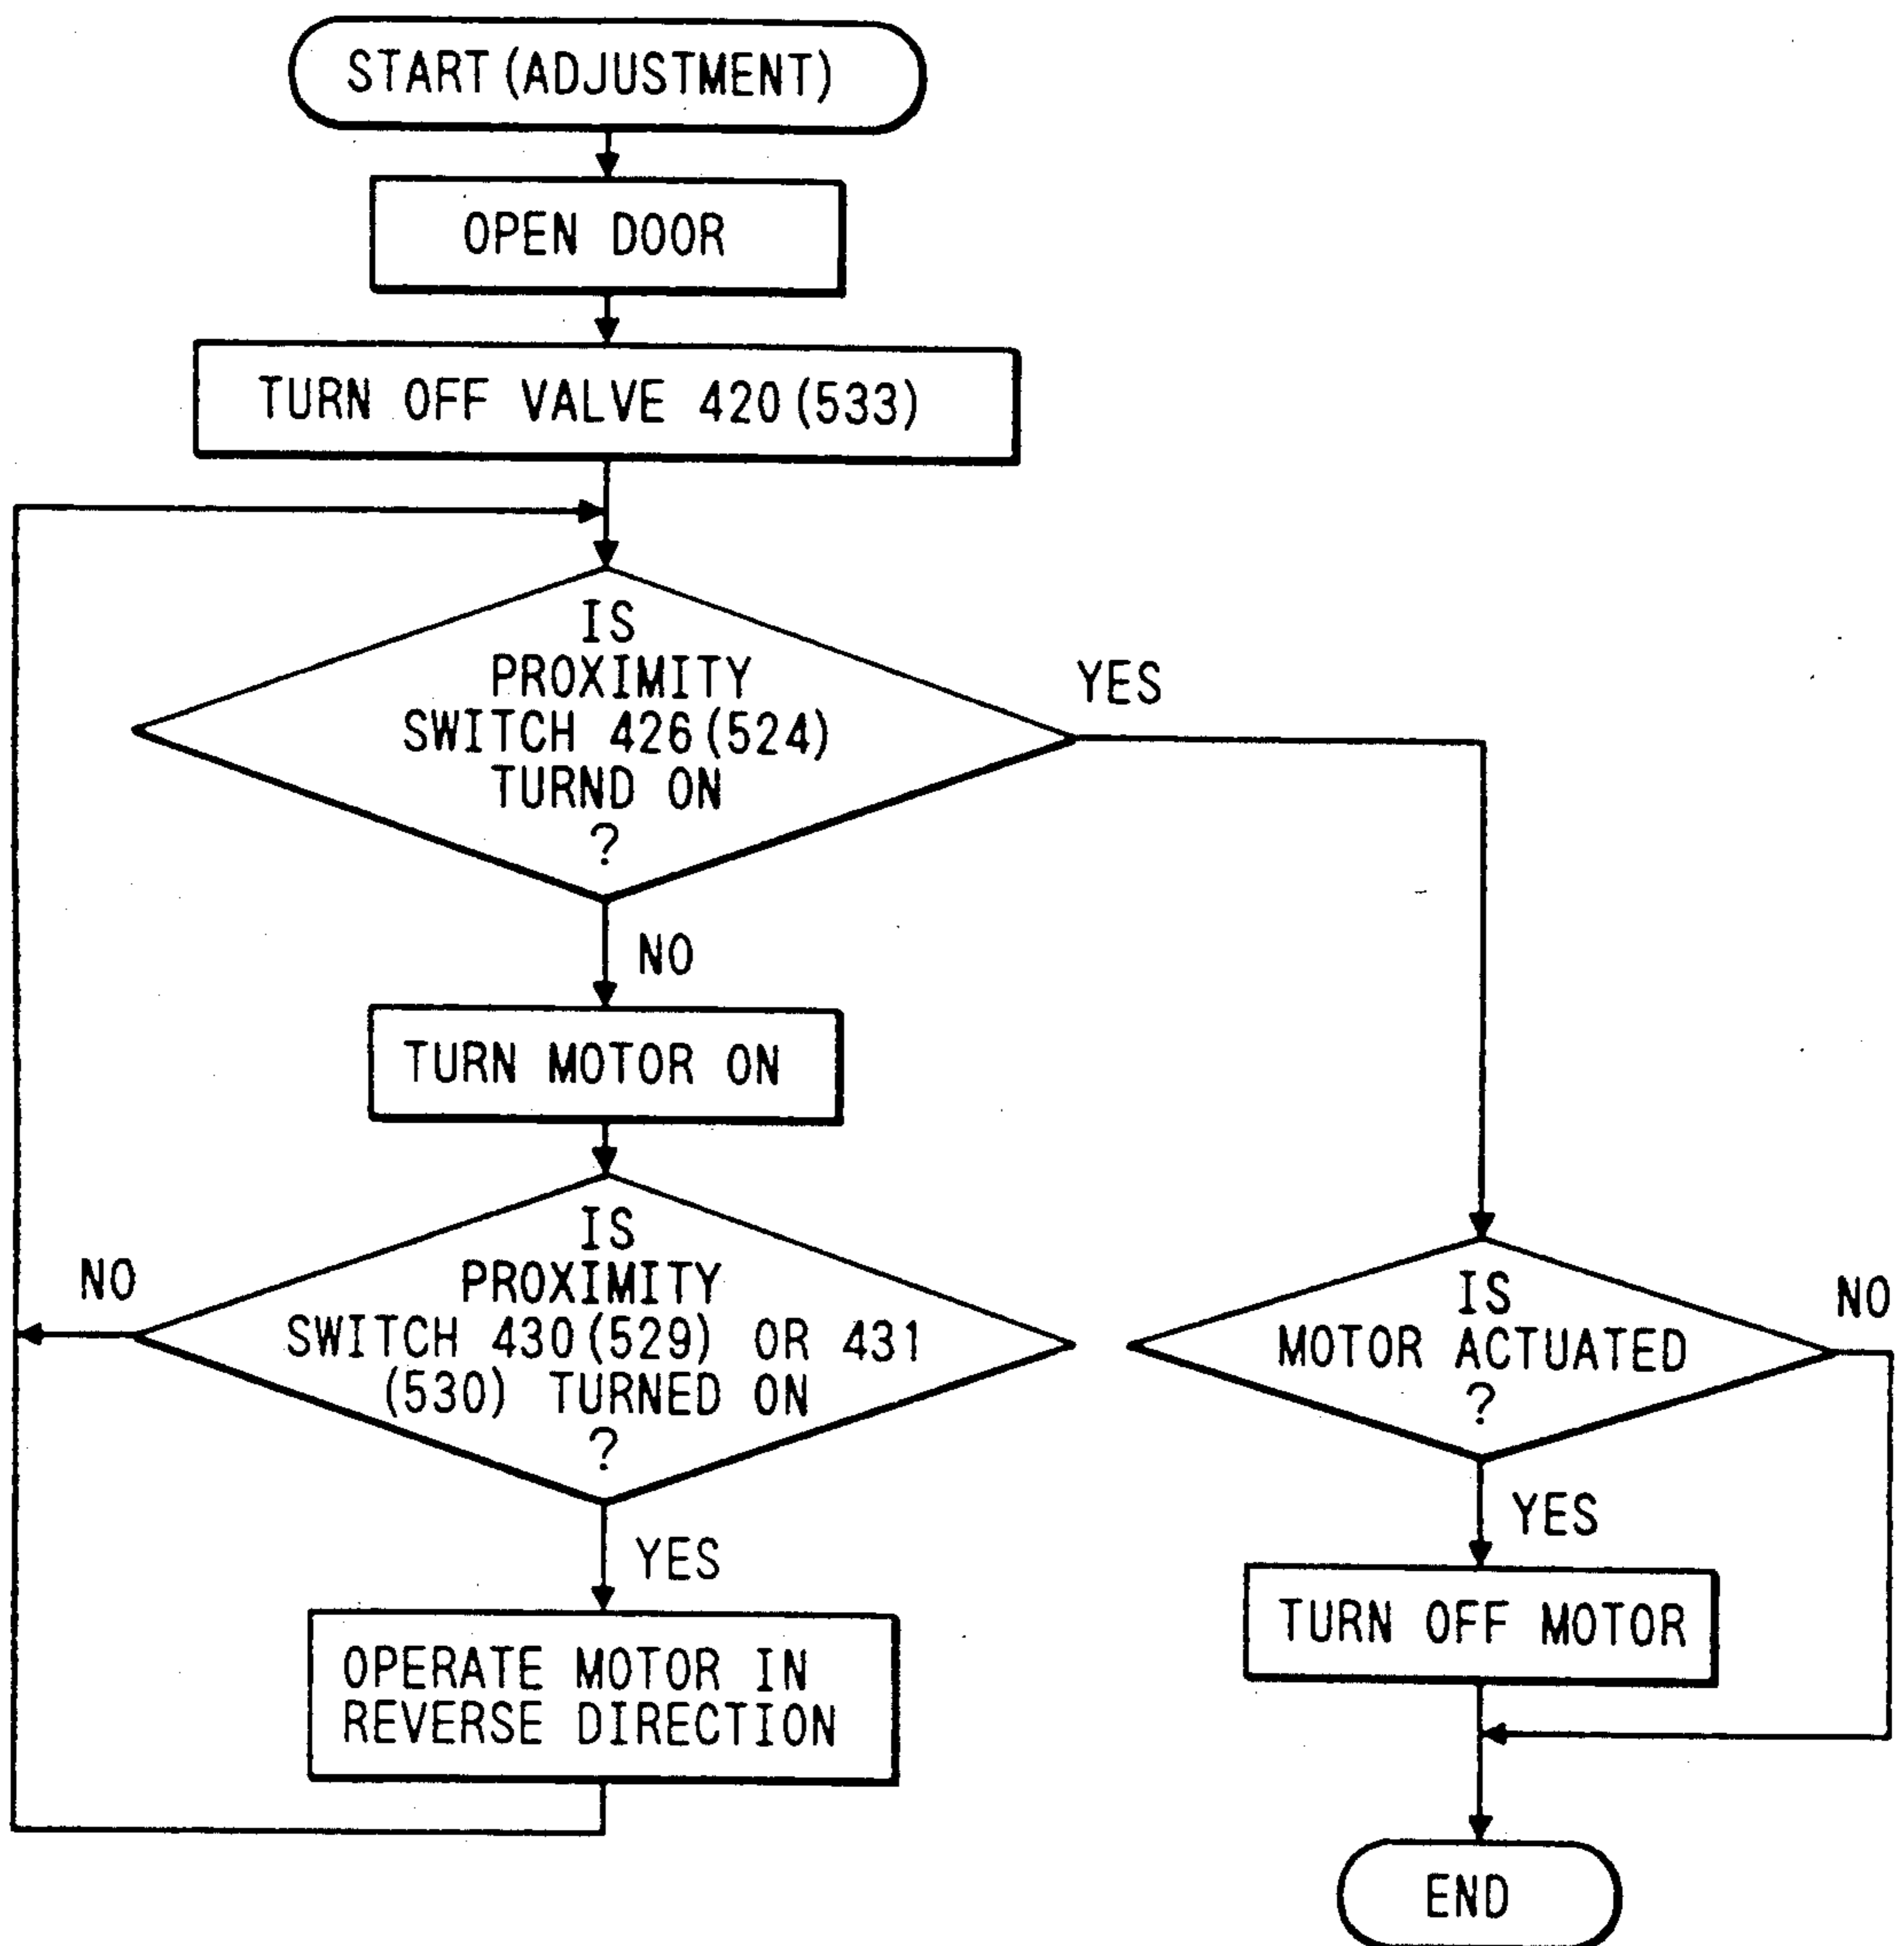 START (ADJUSTMENT)
OPEN DOOR
TURN OFF VALVE 420 (533)
IS
PROXIMITY
SWITCH 426 (524)
TURND ON
?
YES
NO
TURN MOTOR ON
IS
PROXIMITY
SWITCH 430 (529) OR 431
(530) TURNED ON
?
NO
YES
OPERATE MOTOR IN
REVERSE DIRECTION
IS
MOTOR ACTUATED
?
NO
YES
TURN OFF MOTOR
END